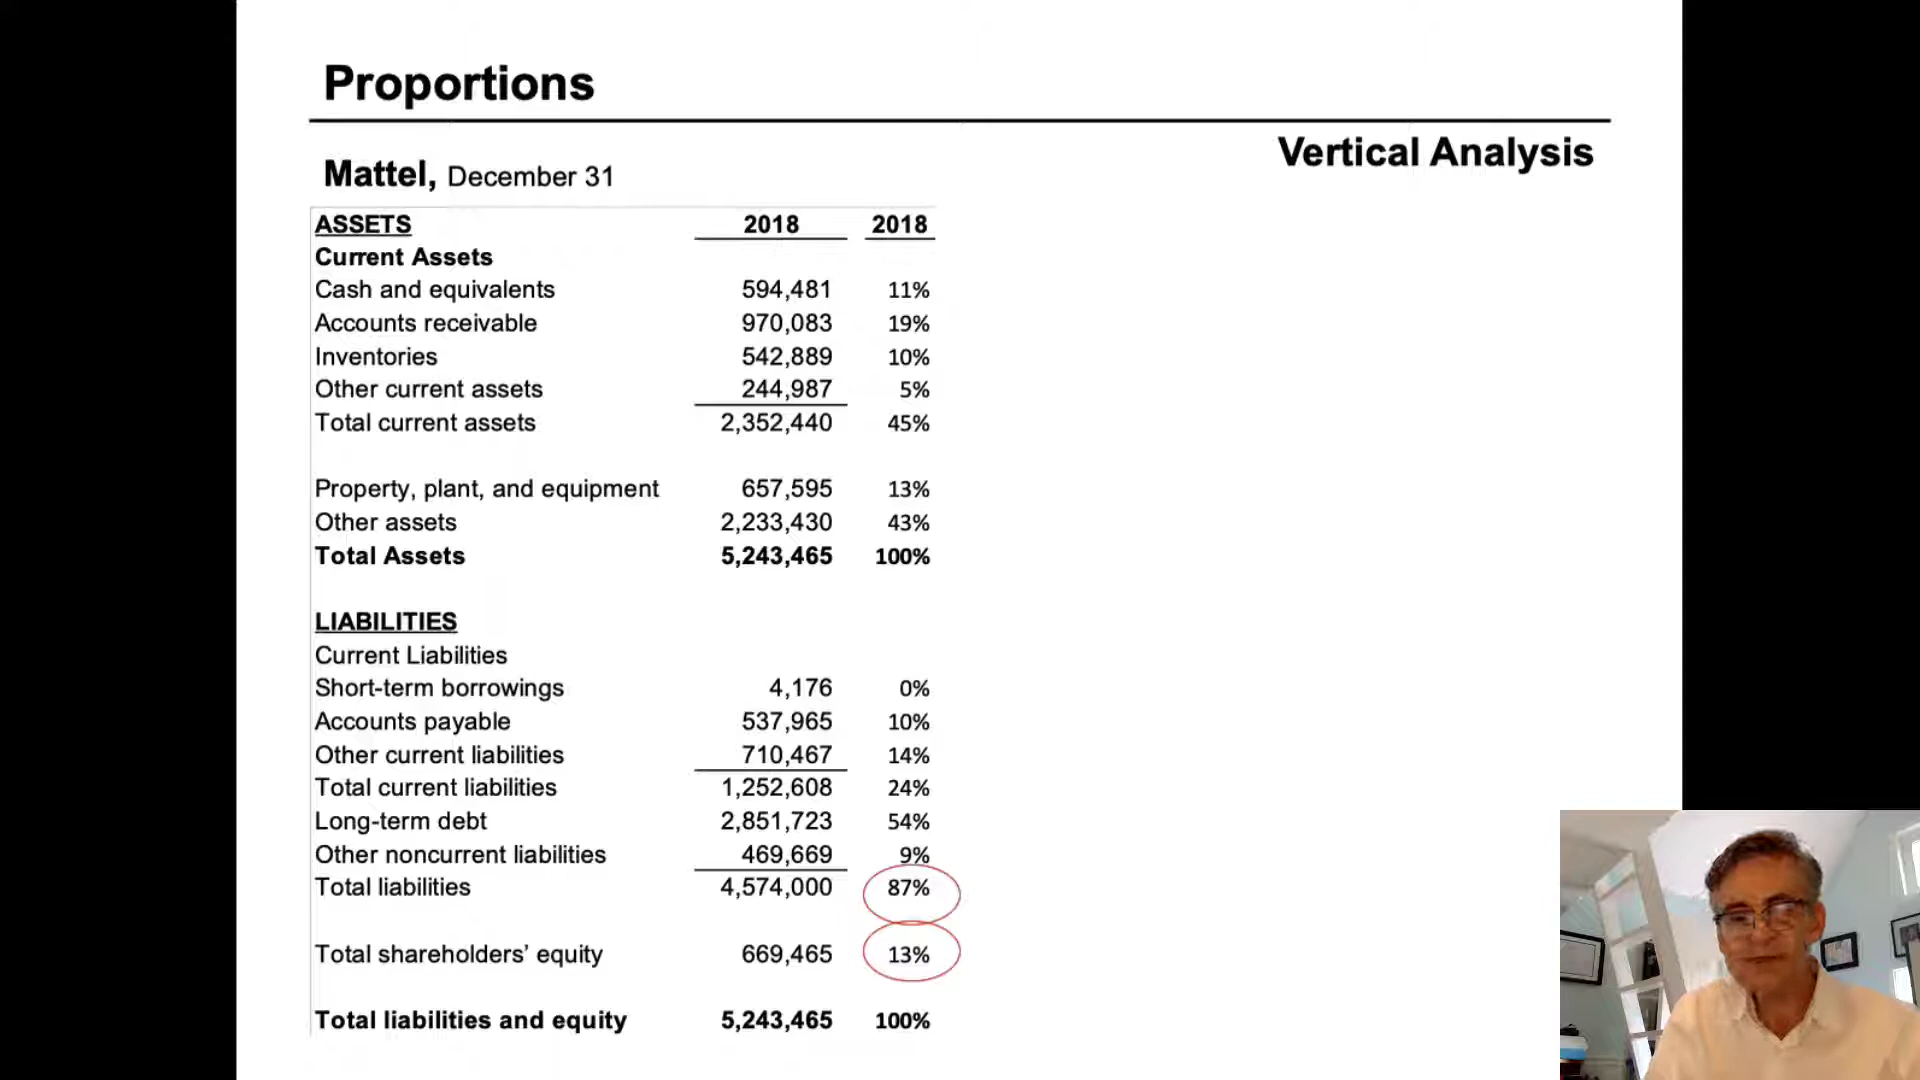 Proportions
Vertical Analysis
Mattel, December 31
ASSETS 2018 2018
Current Assets
Cash and equivalents 594,481 11%
Accounts receivable 970,083 19%
Inventories 542,889 10%
Other current assets 244,987 5%
Total current assets 2,352,440 45%
Property, plant, and equipment 657,595 13%
Other assets 2,233,430 43%
Total Assets 5,243,465 100%
LIABILITIES
Current Liabilities
Short-term borrowings 4,176 0%
Accounts payable 537,965 10%
Other current liabilities 710,467 14%
Total current liabilities 1,252,608 24%
Long-term debt 2,851,723 54%
Other noncurrent liabilities 469,669 9%
Total liabilities 4,574,000 87%
Total shareholders’ equity 669,465 13%
Total liabilities and equity 5,243,465 100%